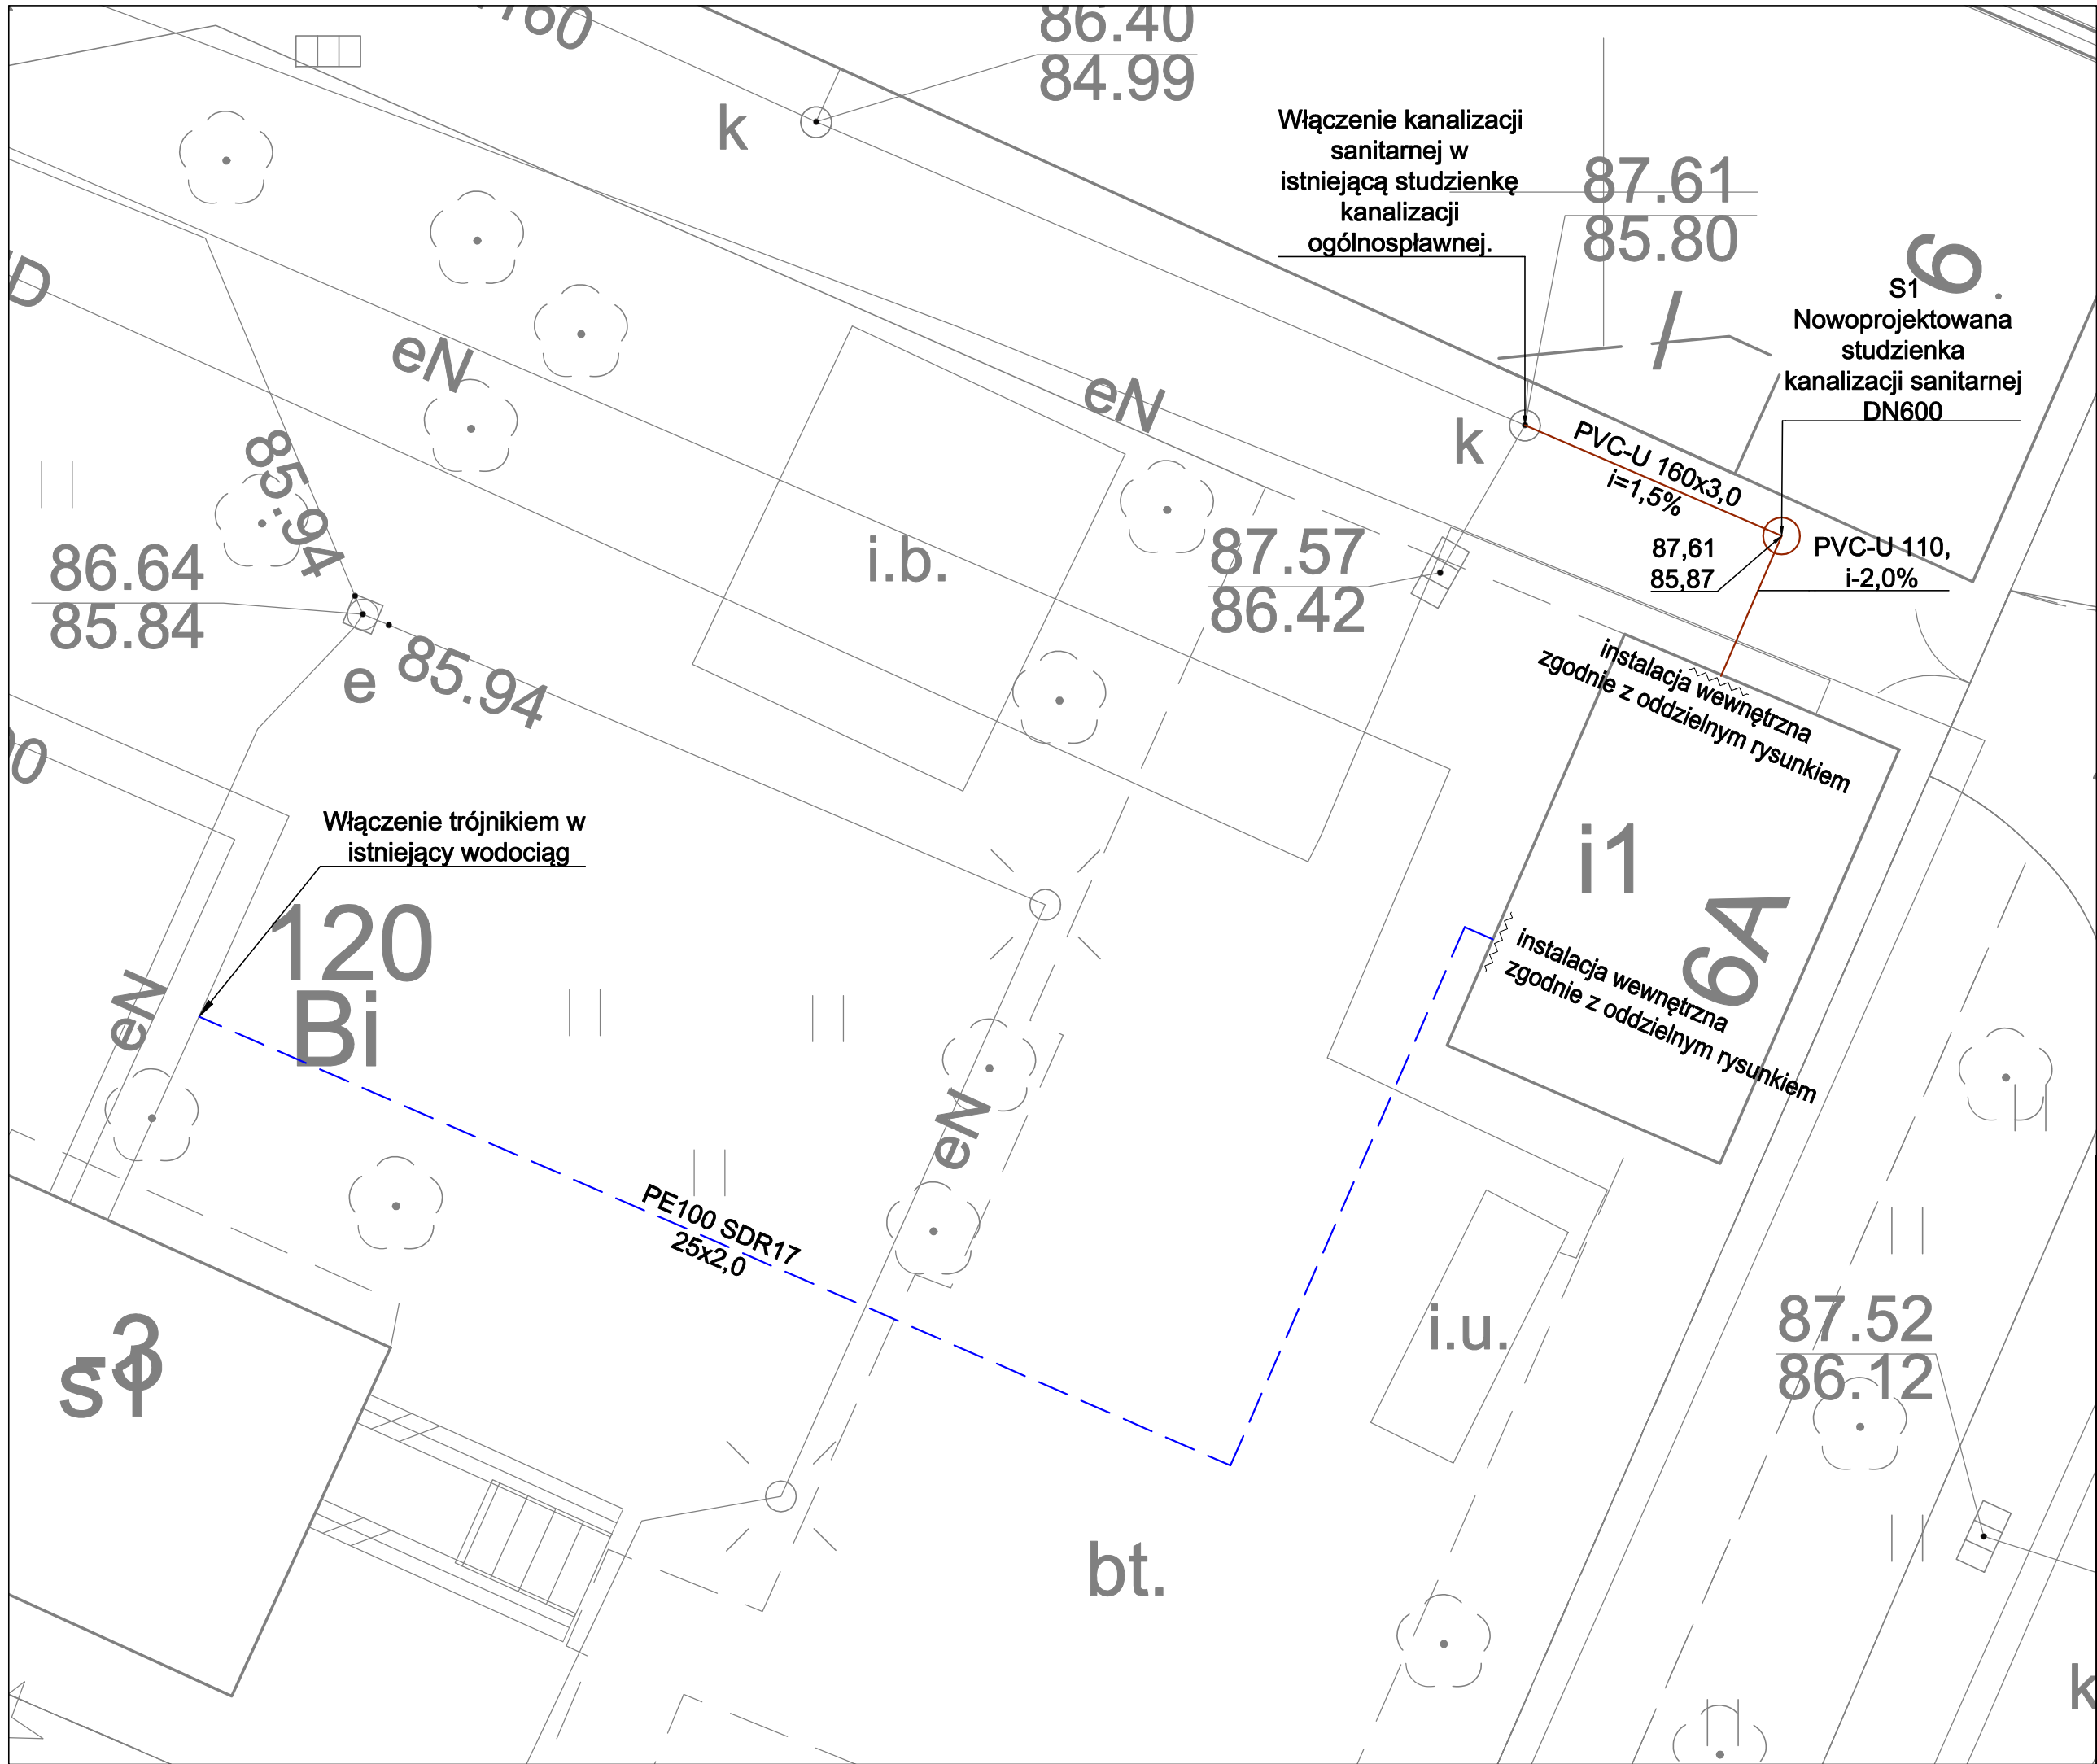 160
86.40
84.99
k
Włączenie kanalizacji
sanitarnej w
istniejącą studzienkę
kanalizacji
ogólnospławnej.
87.61
85.80
6.
S1
Nowoprojektowana
studzienka
kanalizacji sanitarnej
DN600
eN
eN
k
PVC-U 160x3,0
i=1,5%
85.94
i.b.
87.57
86.42
87,61
85,87
PVC-U 110,
i-2,0%
86.64
85.84
e
85.94
instalacja wewnętrzna
zgodnie z oddzielnym rysunkiem
Włączenie trójnikiem w
istniejący wodociąg
i1
6A
120
Bi
eN
instalacja wewnętrzna
zgodnie z oddzielnym rysunkiem
eN
PE100 SDR17
25x2,0
i.u.
87.52
86.12
3
s1
bt.
k